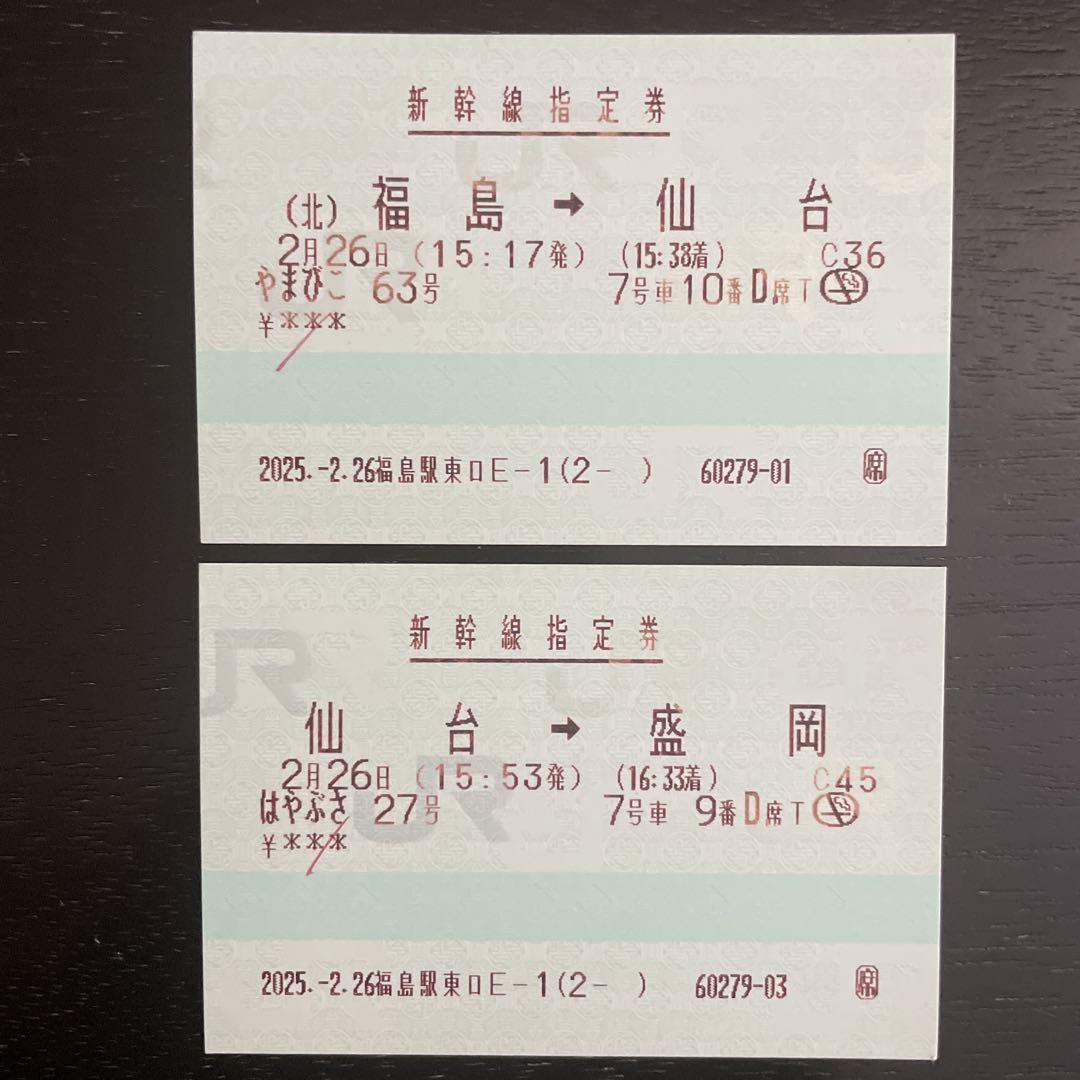 新幹線指定券
(北) 福島 ➡ 仙台
2月26日 (15:17発) (15:38着) C36
やまびこ 63号 7号車10番D席 T
¥***
2025.-2.26福島駅東口E-1(2- ) 60279-01 席
新幹線指定券
仙台 ➡ 盛岡
2月26日 (15:53発) (16:33着) C45
はやぶさ 27号 7号車 9番D席 T
¥***
2025.-2.26福島駅東口E-1(2- ) 60279-03 席
JR
JR
JR